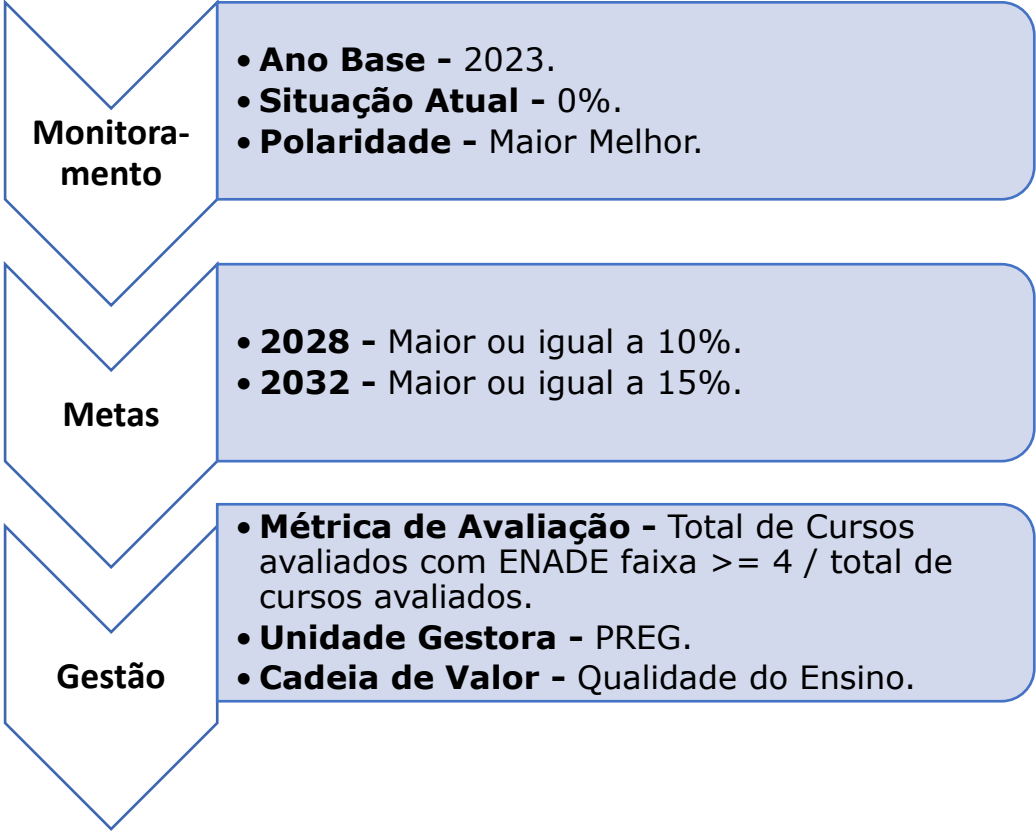 Monitora-
mento
• Ano Base - 2023.
• Situação Atual - 0%.
• Polaridade - Maior Melhor.
Metas
• 2028 - Maior ou igual a 10%.
• 2032 - Maior ou igual a 15%.
Gestão
• Métrica de Avaliação - Total de Cursos
avaliados com ENADE faixa >= 4 / total de
cursos avaliados.
• Unidade Gestora - PREG.
• Cadeia de Valor - Qualidade do Ensino.